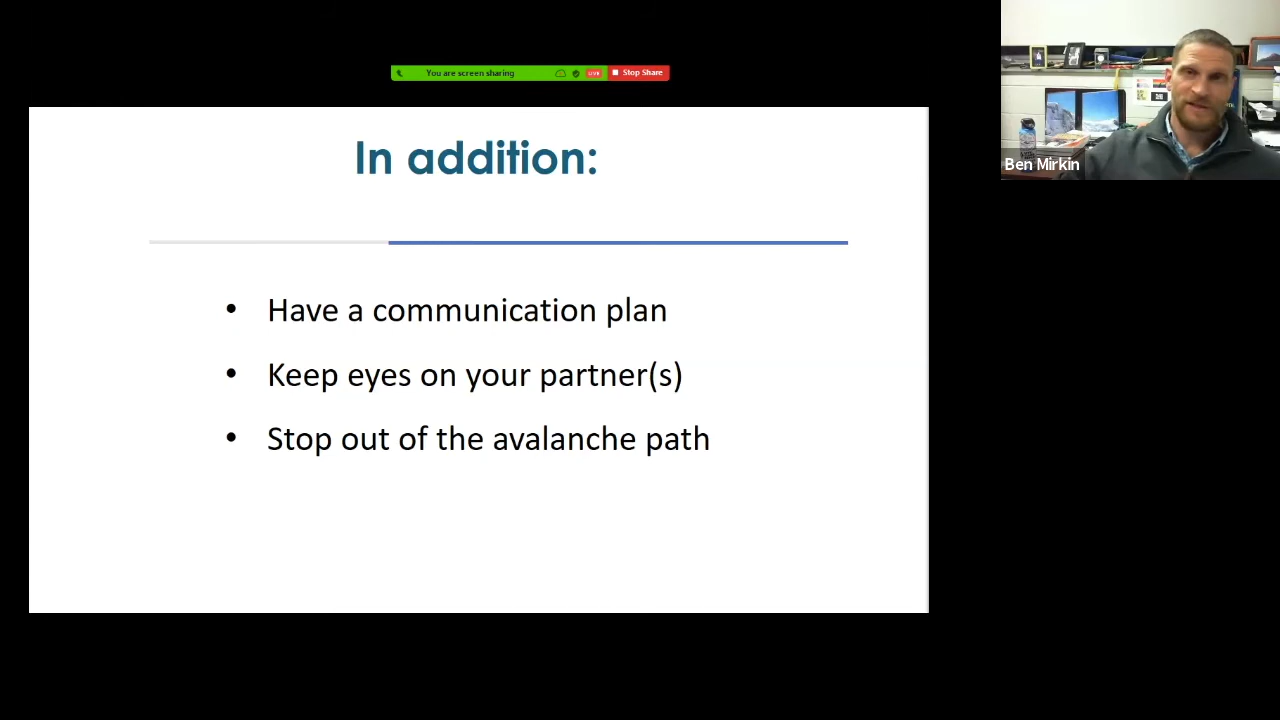 You are screen sharing
LIVE
Stop Share
In addition:
• Have a communication plan
• Keep eyes on your partner(s)
• Stop out of the avalanche path
Ben Mirkin